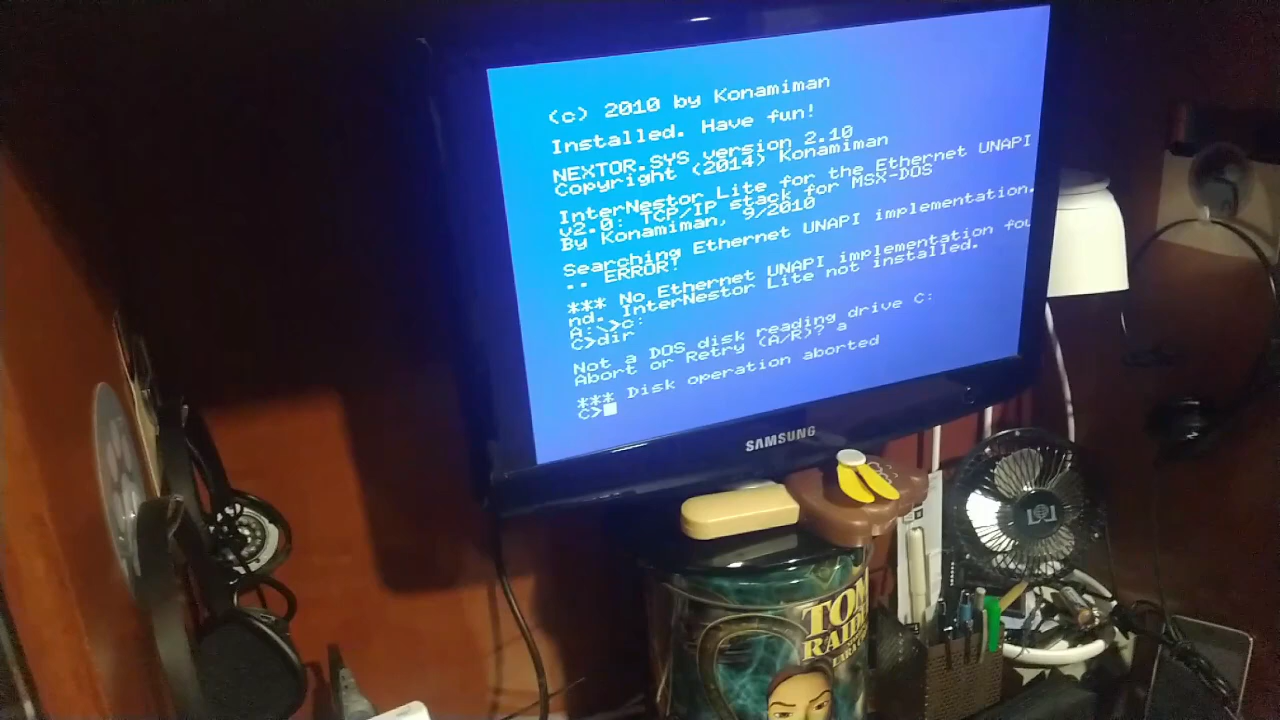 (c) 2010 by Konamiman
Installed. Have fun!
NEXTOR.SYS version 2.10
Copyright (2014) Konamiman
InterNestor Lite for the Ethernet UNAPI
v2.0: TCP/IP stack for MSX-DOS
By Konamiman, 9/2010
Searching Ethernet UNAPI implementation.
-- ERROR!
*** No Ethernet UNAPI implementation fou
nd. InterNestor Lite not installed.
A:\>c:
C>dir
Not a DOS disk reading drive C:
Abort or Retry (A/R)? a
*** Disk operation aborted
C>
SAMSUNG
TOMB
RAIDER
LARA